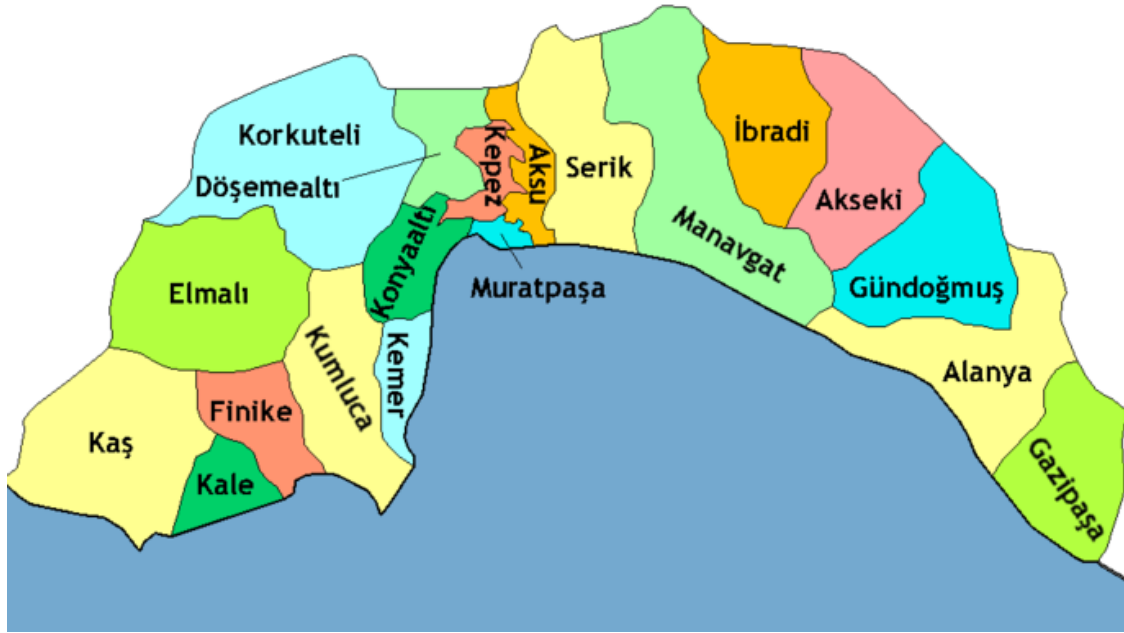 Korkuteli
Döşemealtı
Kepez
Aksu
Serik
İbradi
Akseki
Elmalı
Konyaaltı
Muratpaşa
Manavgat
Gündoğmuş
Kaş
Finike
Kumluca
Kemer
Alanya
Kale
Gazipaşa